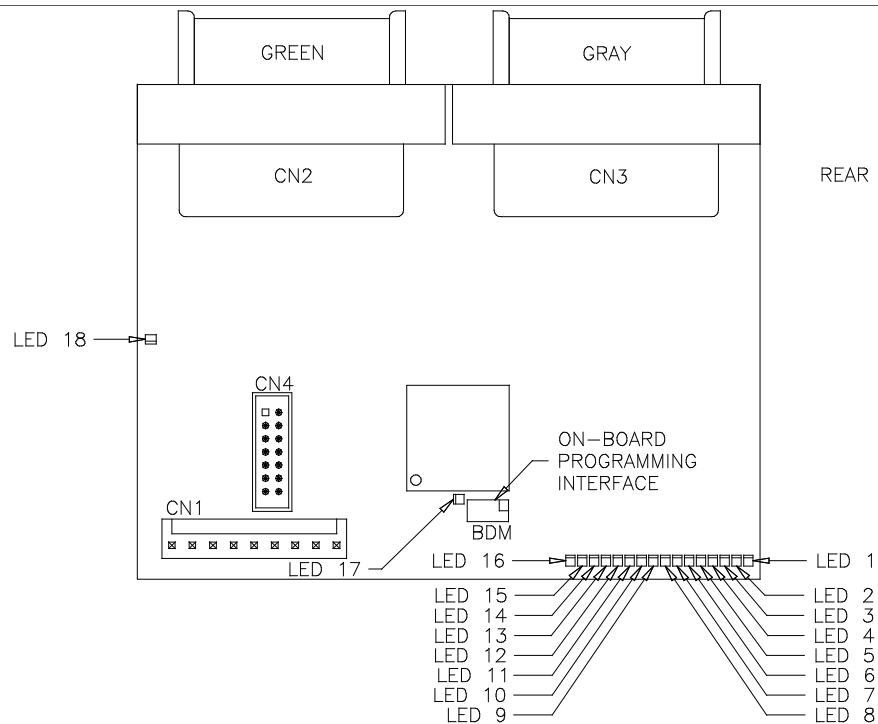 GREEN
GRAY
CN2
CN3
REAR
LED 18
CN4
ON-BOARD
PROGRAMMING
INTERFACE
CN1
BDM
LED 17
LED 16
LED 1
LED 15
LED 2
LED 14
LED 3
LED 13
LED 4
LED 12
LED 5
LED 11
LED 6
LED 10
LED 7
LED 9
LED 8